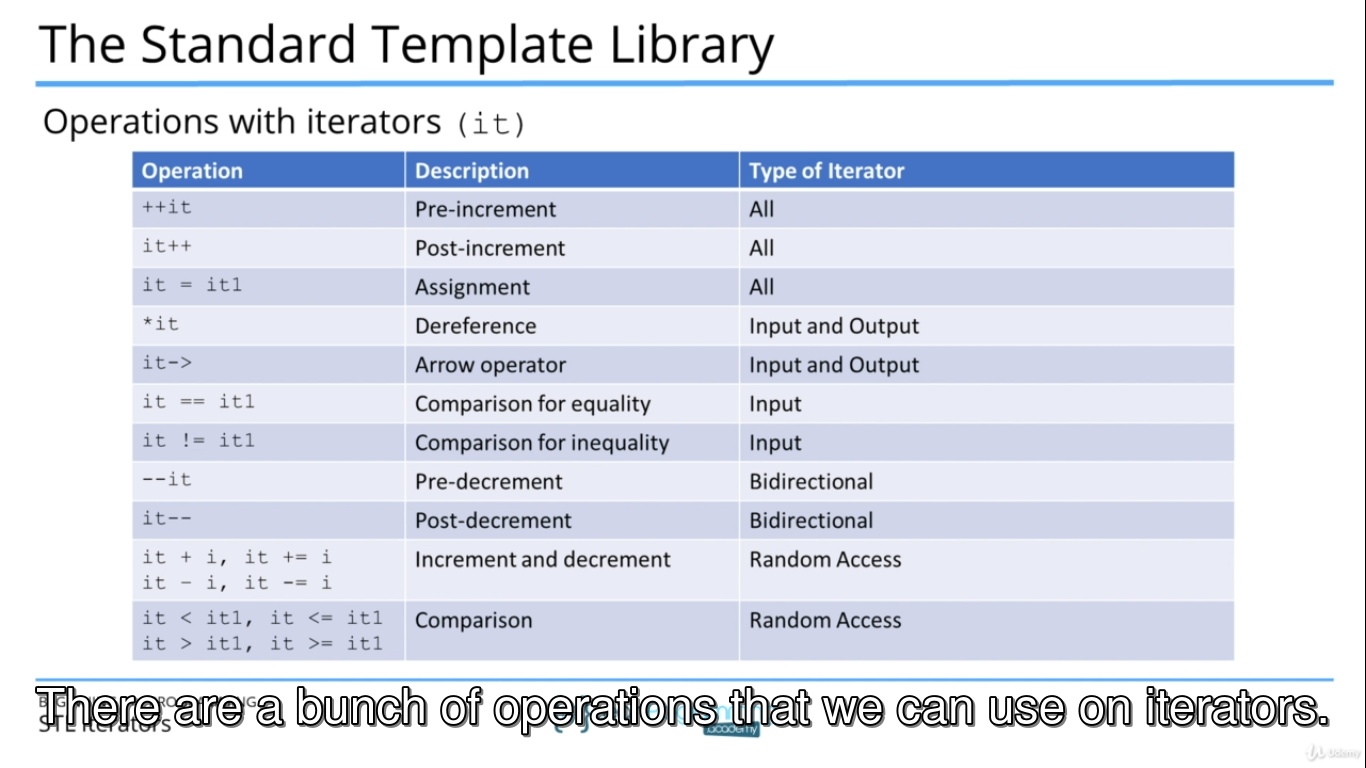 The Standard Template Library
Operations with iterators (it)
Operation Description Type of Iterator
++it Pre-increment All
it++ Post-increment All
it = it1 Assignment All
*it Dereference Input and Output
it-> Arrow operator Input and Output
it == it1 Comparison for equality Input
it != it1 Comparison for inequality Input
--it Pre-decrement Bidirectional
it-- Post-decrement Bidirectional
it + i, it += i Increment and decrement Random Access
it - i, it -= i
it < it1, it <= it1 Comparison Random Access
it > it1, it >= it1
There are a bunch of operations that we can use on iterators.
STL Iterators
academy
Udemy